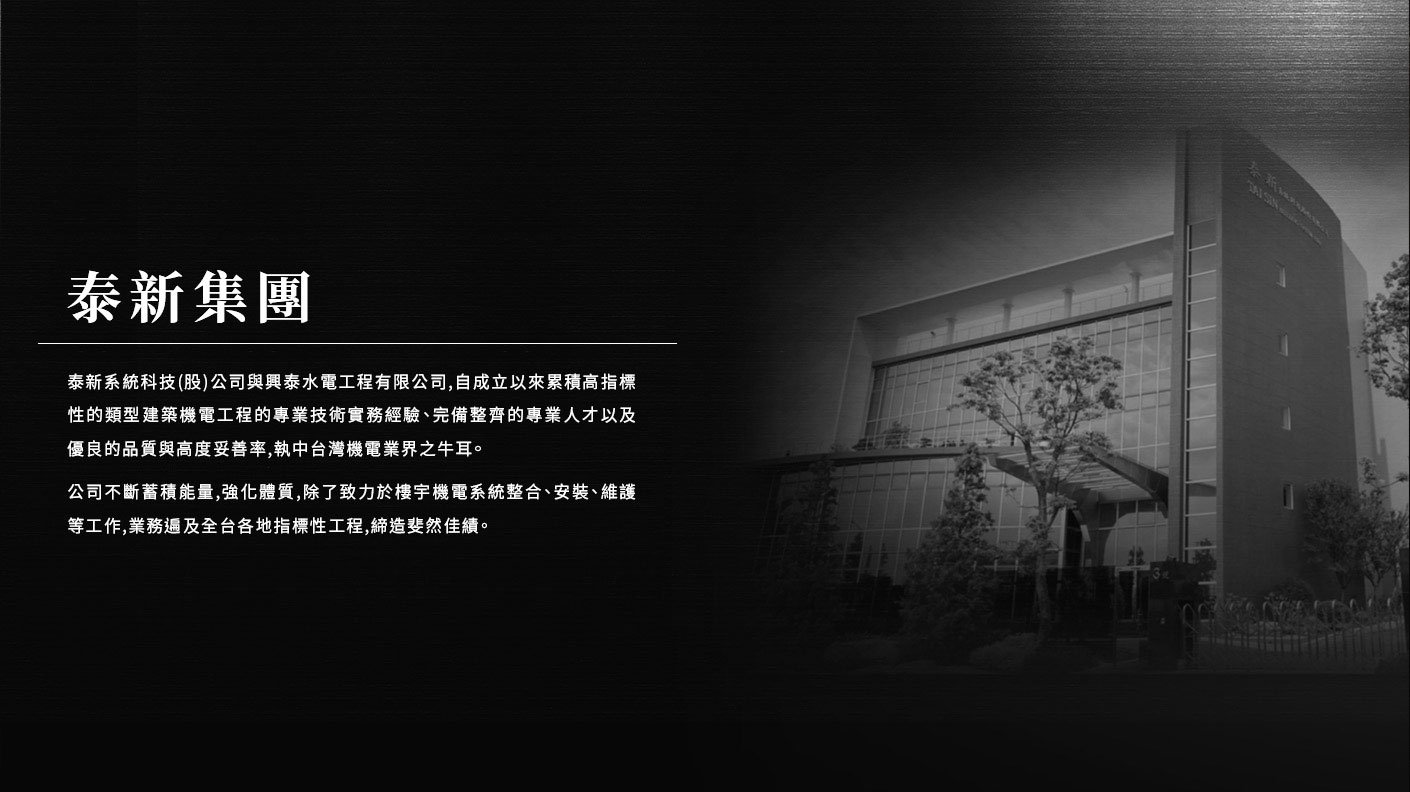 泰新集團
泰新系統科技(股)公司與興泰水電工程有限公司,自成立以來累積高指標
性的類型建築機電工程的專業技術實務經驗、完備整齊的專業人才以及
優良的品質與高度妥善率,執中台灣機電業界之牛耳。
公司不斷蓄積能量,強化體質,除了致力於樓宇機電系統整合、安裝、維護
等工作,業務遍及全台各地指標性工程,締造斐然佳績。
泰新